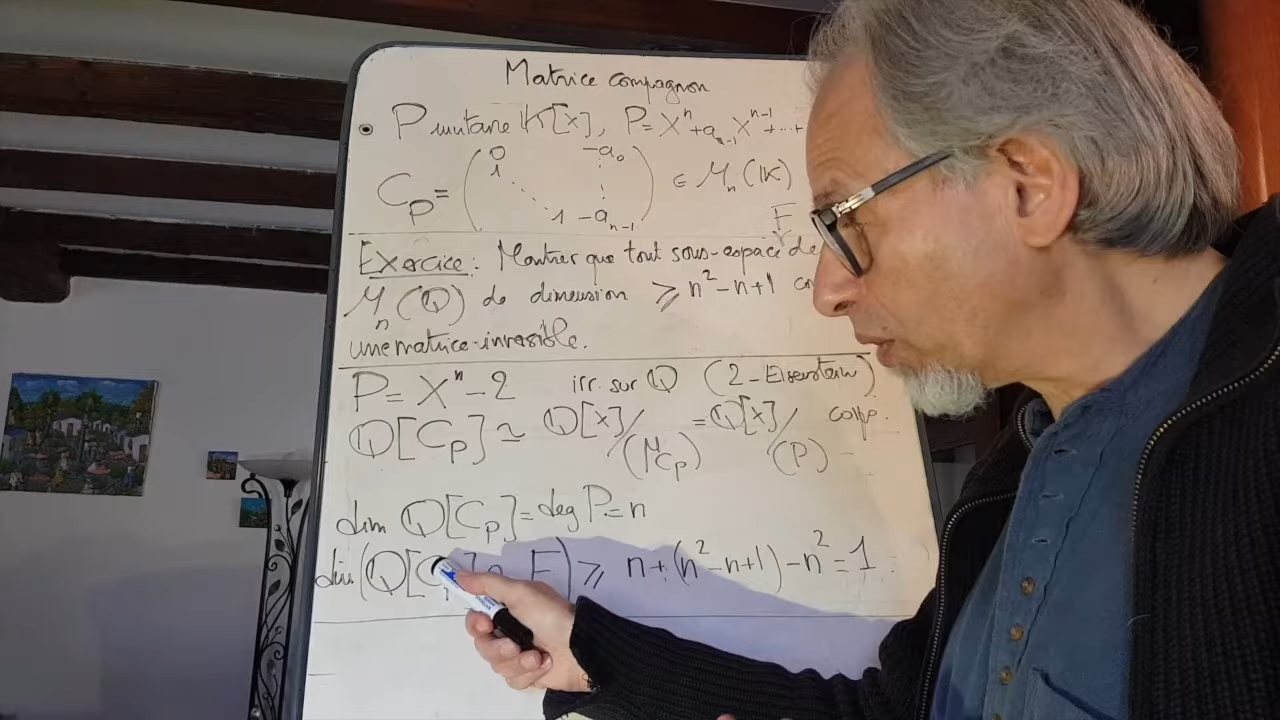 Matrice compagnon
• P unitaire K[X], P = X^n + a_{n-1} X^{n-1} + ... +
C_P = ( 0 -a_0 1 1 -a_{n-1} ) ∈ M_n(K)
F
Exercice : Montrer que tout sous-espace de
M_n(Q) de dimension ≥ n^2 - n + 1
une matrice inversible.
P = X^n - 2 irr. sur Q (2-Eisenstein)
Q[C_P] ≃ Q[X]/(μ_{C_P}) = Q[X]/(P) corps.
dim Q[C_P] = deg P = n
dim (Q[C_P] ∩ F) ≥ n + (n^2 - n + 1) - n^2 = 1